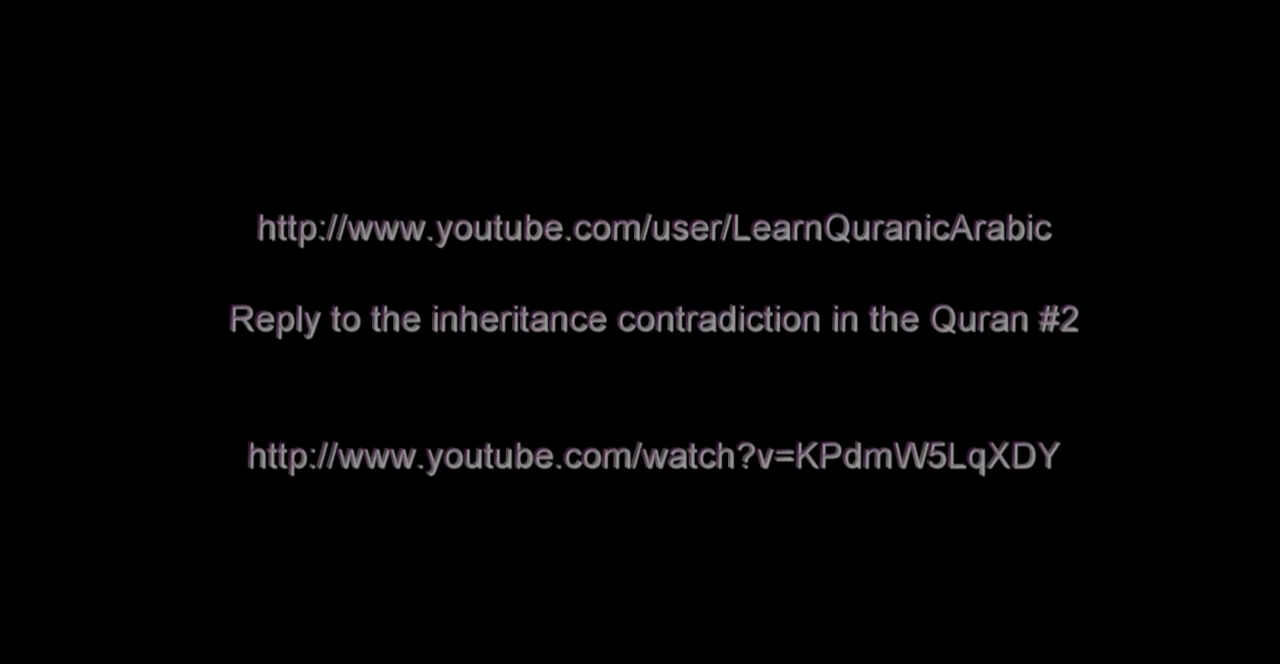 http://www.youtube.com/user/LearnQuranicArabic
Reply to the inheritance contradiction in the Quran #2
http://www.youtube.com/watch?v=KPdmW5LqXDY